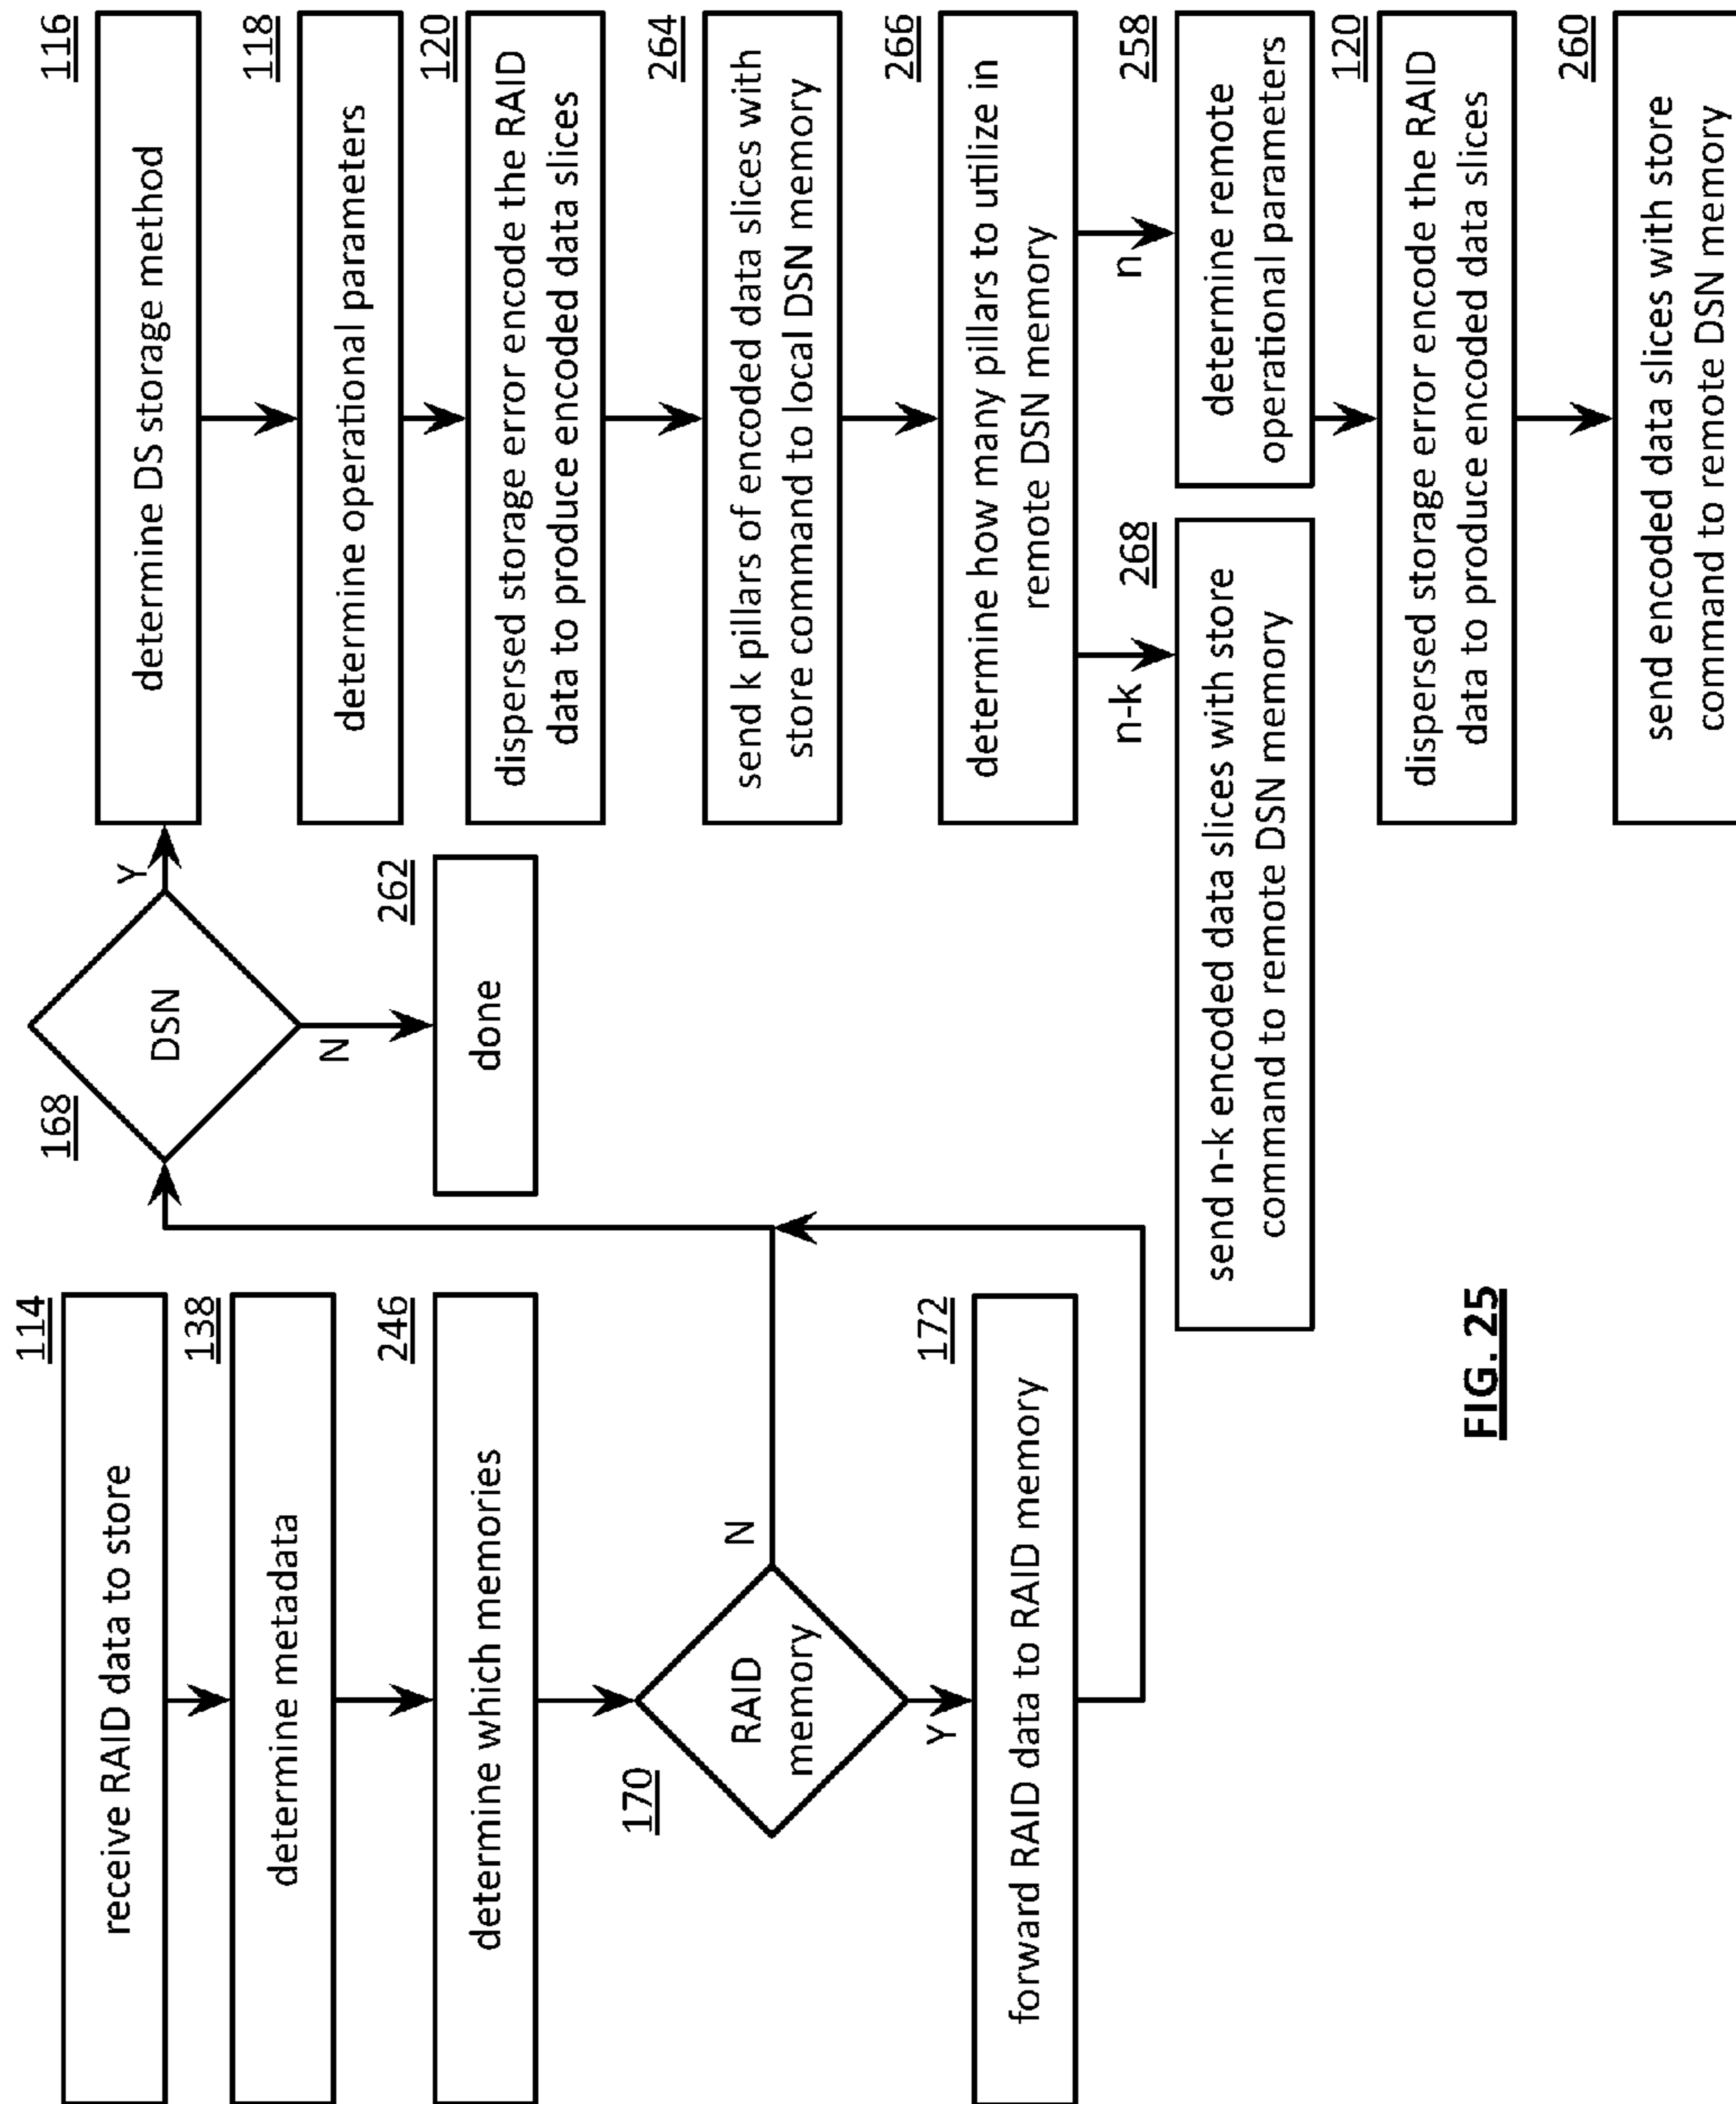 114
receive RAID data to store
138
determine metadata
246
determine which memories
170
RAID
memory
N
Y
172
forward RAID data to RAID memory
168
DSN
Y
N
262
done
116
determine DS storage method
118
determine operational parameters
120
dispersed storage error encode the RAID
data to produce encoded data slices
264
send k pillars of encoded data slices with
store command to local DSN memory
266
determine how many pillars to utilize in
remote DSN memory
n-k
n
268
send n-k encoded data slices with store
command to remote DSN memory
258
determine remote
operational parameters
120
dispersed storage error encode the RAID
data to produce encoded data slices
260
send encoded data slices with store
command to remote DSN memory
FIG. 25